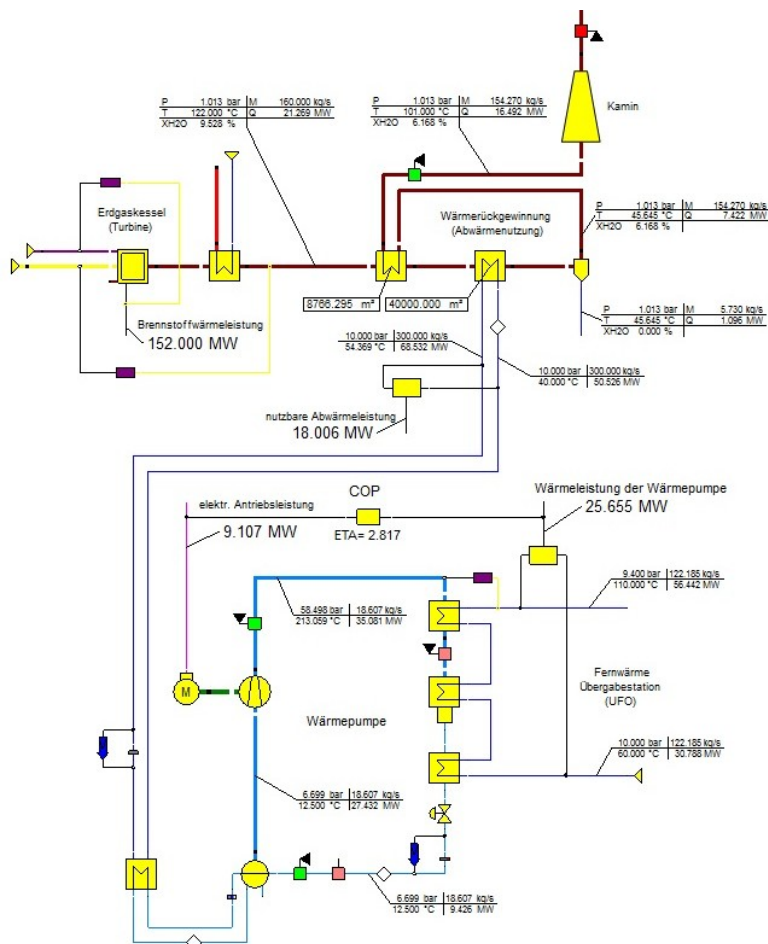 P 1.013 bar M 160.000 kg/s
T 122.000 °C Q 21.269 MW
XH2O 9.528 %
P 1.013 bar M 154.270 kg/s
T 101.000 °C Q 16.492 MW
XH2O 6.168 %
Kamin
Erdgaskessel
(Turbine)
Wärmerückgewinnung
(Abwärmenutzung)
P 1.013 bar M 154.270 kg/s
T 45.645 °C Q 7.422 MW
XH2O 6.168 %
8766.295 m²
40000.000 m²
P 1.013 bar M 5.730 kg/s
T 45.645 °C Q 1.096 MW
XH2O 0.000 %
Brennstoffwärmeleistung
152.000 MW
10.000 bar 300.000 kg/s
54.369 °C 68.532 MW
10.000 bar 300.000 kg/s
40.000 °C 50.526 MW
nutzbare Abwärmeleistung
18.006 MW
elektr. Antriebsleistung
9.107 MW
COP
ETA= 2.817
Wärmeleistung der Wärmepumpe
25.655 MW
9.400 bar 122.185 kg/s
110.000 °C 56.442 MW
58.498 bar 18.607 kg/s
213.059 °C 35.081 MW
M
Wärmepumpe
Fernwärme
Übergabestation
(UFO)
10.000 bar 122.185 kg/s
60.000 °C 30.788 MW
6.699 bar 18.607 kg/s
12.500 °C 27.432 MW
6.699 bar 18.607 kg/s
12.500 °C 9.426 MW